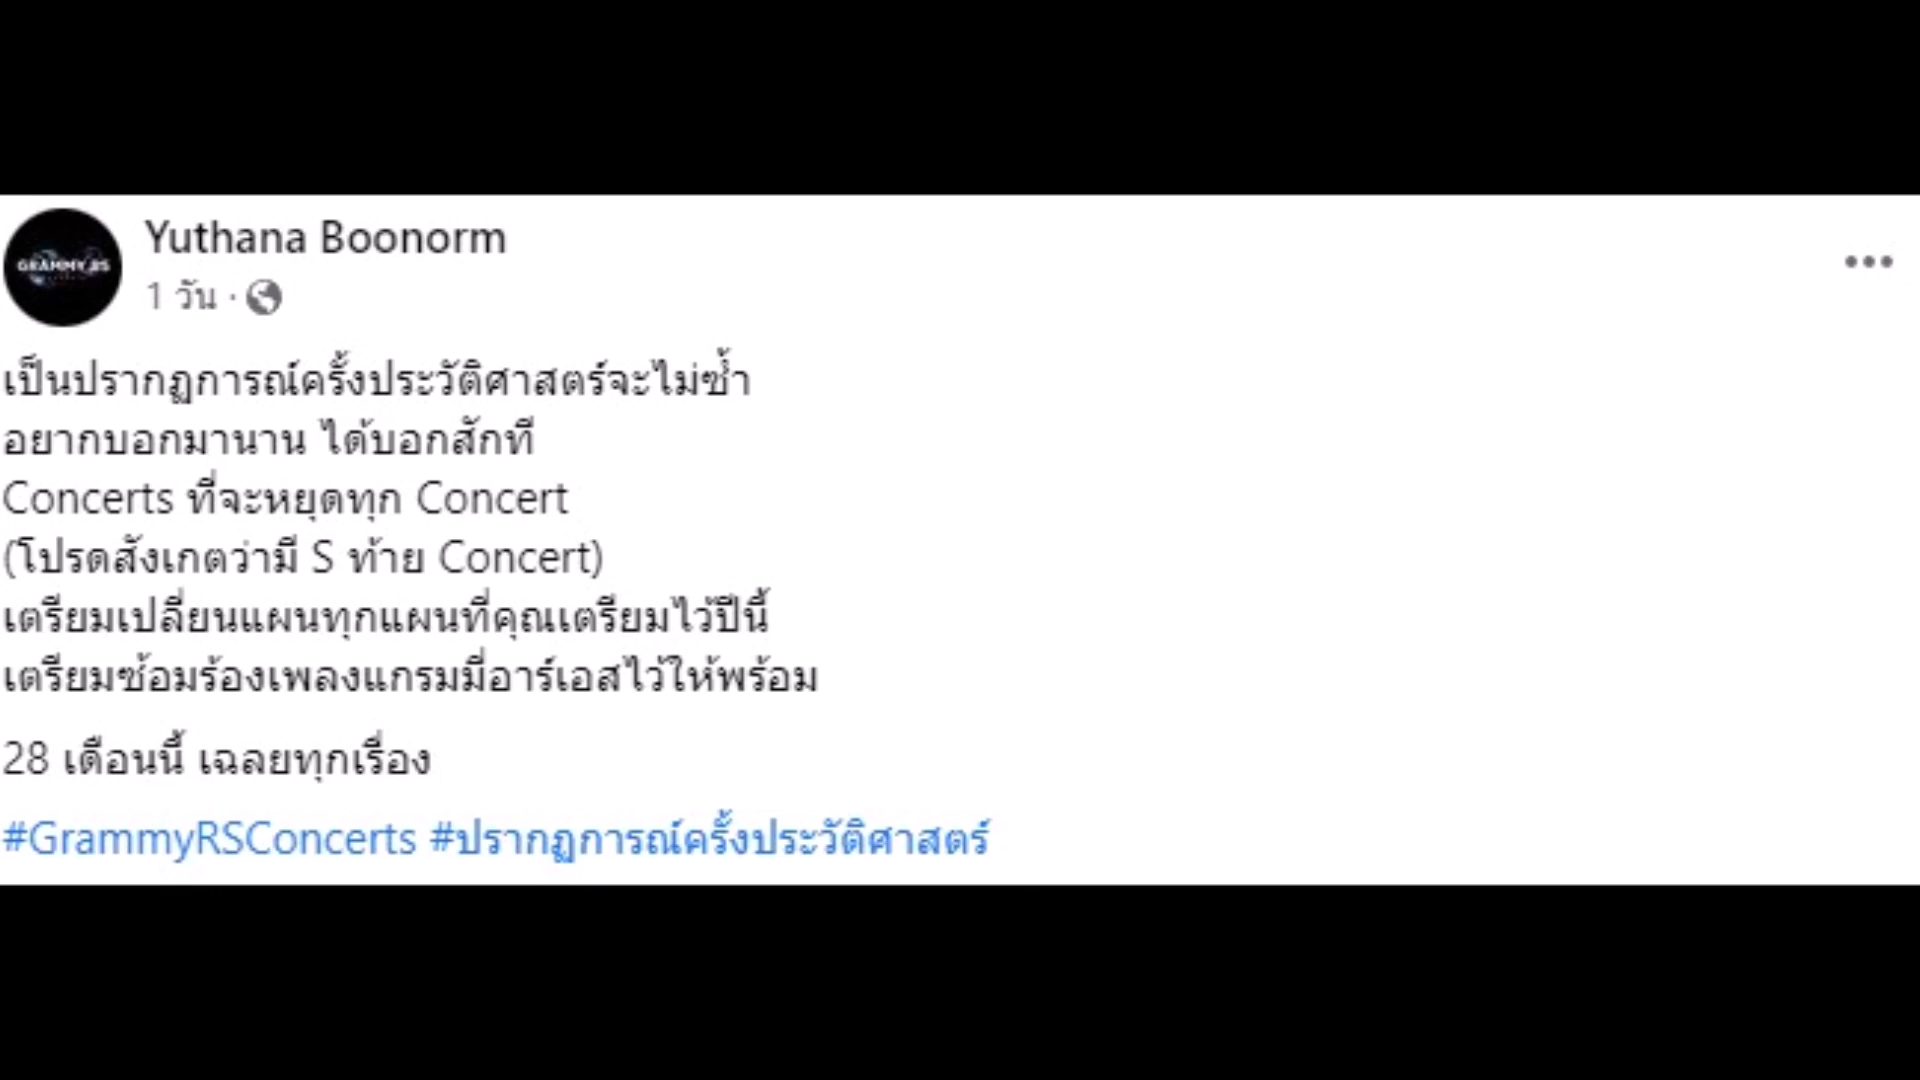 GRAMMY RS
Yuthana Boonorm
1 วัน ·
เป็นปรากฏการณ์ครั้งประวัติศาสตร์จะไม่ซ้ำ
อยากบอกมานาน ได้บอกสักที
Concerts ที่จะหยุดทุก Concert
(โปรดสังเกตว่ามี S ท้าย Concert)
เตรียมเปลี่ยนแผนทุกแผนที่คุณเตรียมไว้ปีนี้
เตรียมซ้อมร้องเพลงแกรมมี่อาร์เอสไว้ให้พร้อม
28 เดือนนี้ เฉลยทุกเรื่อง
#GrammyRSConcerts #ปรากฏการณ์ครั้งประวัติศาสตร์